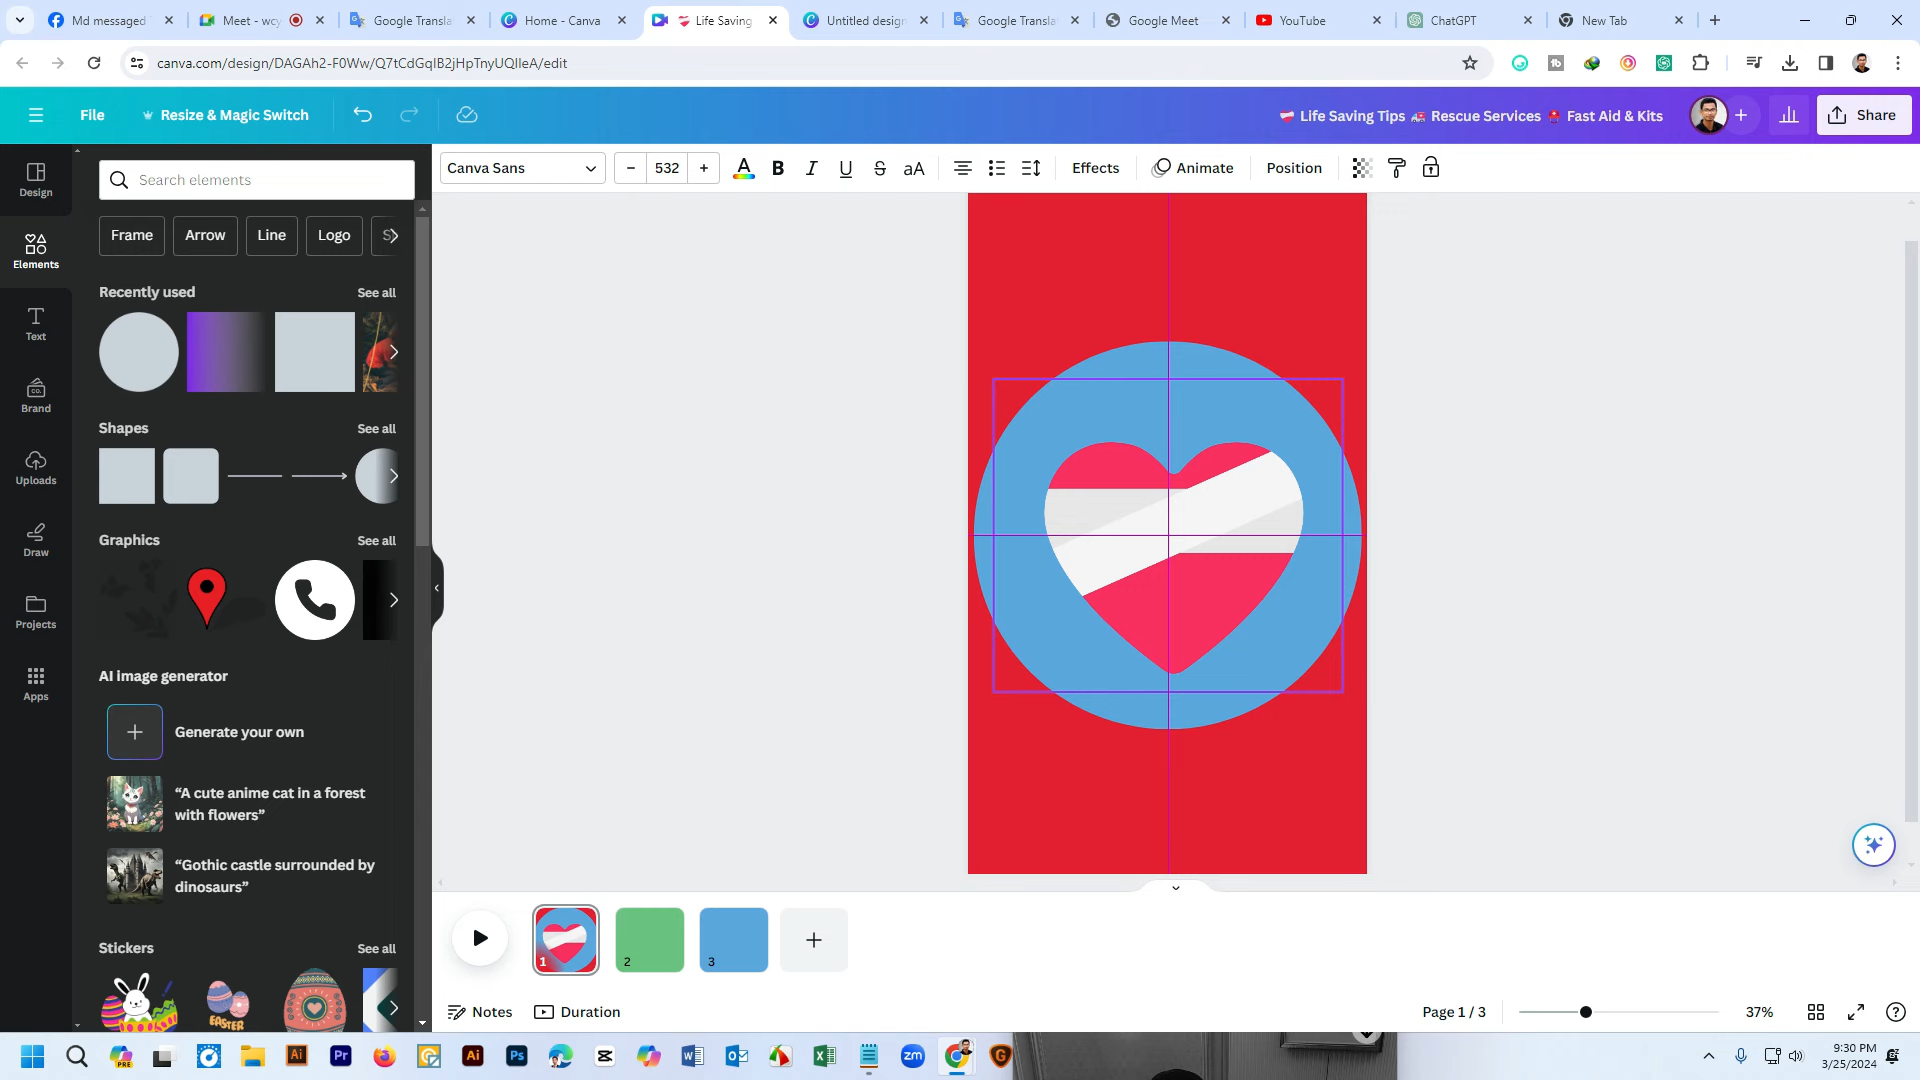 Md messaged
Meet - wcy
Google Transla
Home - Canva
Life Saving
Untitled design
Google Transla
Google Meet
YouTube
ChatGPT
New Tab
canva.com/design/DAGAh2-F0Ww/Q7tCdGqlB2jHpTnyUQIleA/edit
File
Resize & Magic Switch
Life Saving Tips
Rescue Services
Fast Aid & Kits
Share
Canva Sans
532
A
B
I
U
S
aA
Effects
Animate
Position
Design
Elements
Text
Brand
Uploads
Draw
Projects
Apps
Search elements
Frame
Arrow
Line
Logo
Recently used
See all
Shapes
See all
Graphics
See all
AI image generator
Generate your own
“A cute anime cat in a forest
with flowers”
“Gothic castle surrounded by
dinosaurs”
Stickers
See all
EASTER
1
2
3
Notes
Duration
Page 1 / 3
37%
9:30 PM
3/25/2024